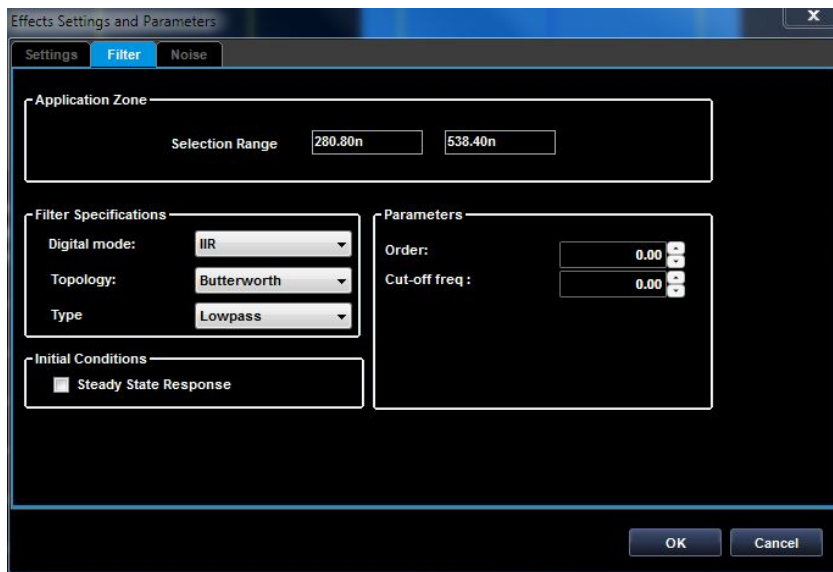 Effects Settings and Parameters
X
Settings Filter Noise
Application Zone
Selection Range 280.80n 538.40n
Filter Specifications
Digital mode: IIR
Topology: Butterworth
Type Lowpass
Parameters
Order: 0.00
Cut-off freq : 0.00
Initial Conditions
Steady State Response
OK Cancel